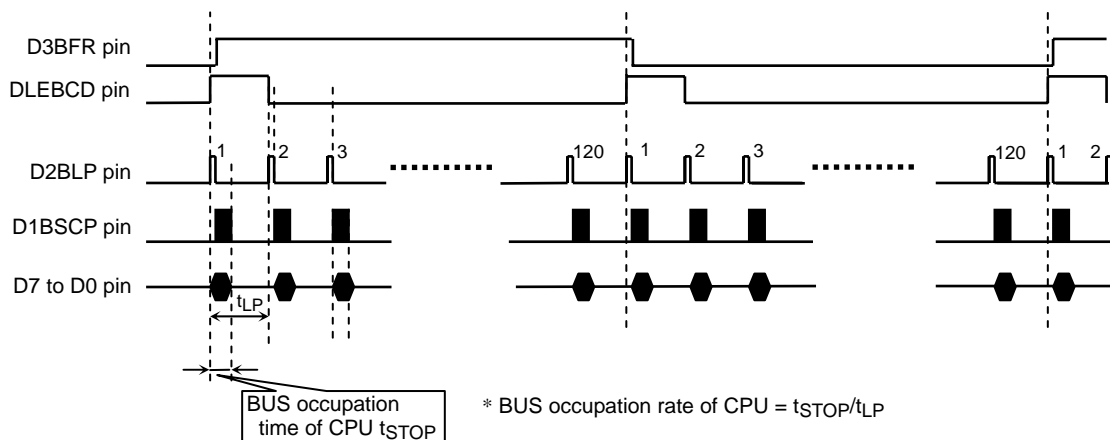 D3BFR pin
DLEBCD pin
D2BLP pin 1 2 3 120 1 2 3 120 1 2
D1BSCP pin
D7 to D0 pin
tLP
BUS occupation
time of CPU tSTOP
* BUS occupation rate of CPU = tSTOP/tLP